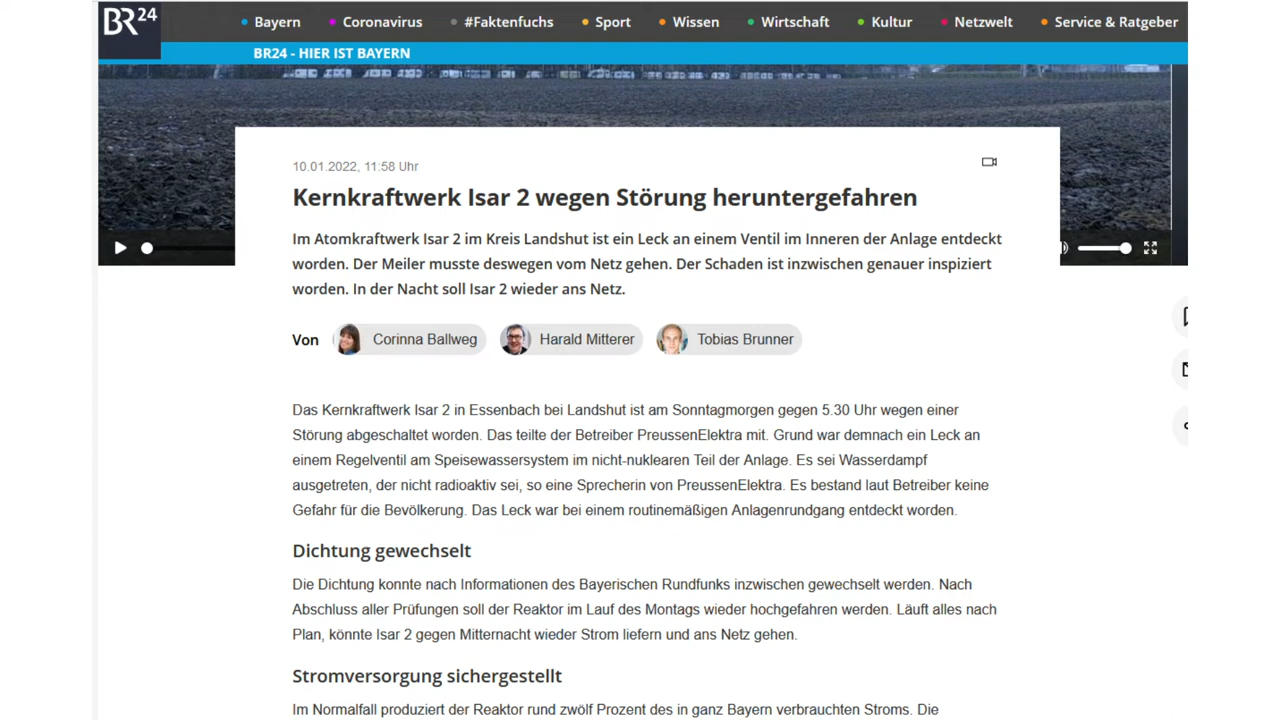 BR24
Bayern Coronavirus #Faktenfuchs Sport Wissen Wirtschaft Kultur Netzwelt Service & Ratgeber
BR24 - HIER IST BAYERN
10.01.2022, 11:58 Uhr
Kernkraftwerk Isar 2 wegen Störung heruntergefahren
Im Atomkraftwerk Isar 2 im Kreis Landshut ist ein Leck an einem Ventil im Inneren der Anlage entdeckt
worden. Der Meiler musste deswegen vom Netz gehen. Der Schaden ist inzwischen genauer inspiziert
worden. In der Nacht soll Isar 2 wieder ans Netz.
Von Corinna Ballweg Harald Mitterer Tobias Brunner
Das Kernkraftwerk Isar 2 in Essenbach bei Landshut ist am Sonntagmorgen gegen 5.30 Uhr wegen einer
Störung abgeschaltet worden. Das teilte der Betreiber PreussenElektra mit. Grund war demnach ein Leck an
einem Regelventil am Speisewassersystem im nicht-nuklearen Teil der Anlage. Es sei Wasserdampf
ausgetreten, der nicht radioaktiv sei, so eine Sprecherin von PreussenElektra. Es bestand laut Betreiber keine
Gefahr für die Bevölkerung. Das Leck war bei einem routinemäßigen Anlagenrundgang entdeckt worden.
Dichtung gewechselt
Die Dichtung konnte nach Informationen des Bayerischen Rundfunks inzwischen gewechselt werden. Nach
Abschluss aller Prüfungen soll der Reaktor im Lauf des Montags wieder hochgefahren werden. Läuft alles nach
Plan, könnte Isar 2 gegen Mitternacht wieder Strom liefern und ans Netz gehen.
Stromversorgung sichergestellt
Im Normalfall produziert der Reaktor rund zwölf Prozent des in ganz Bayern verbrauchten Stroms. Die